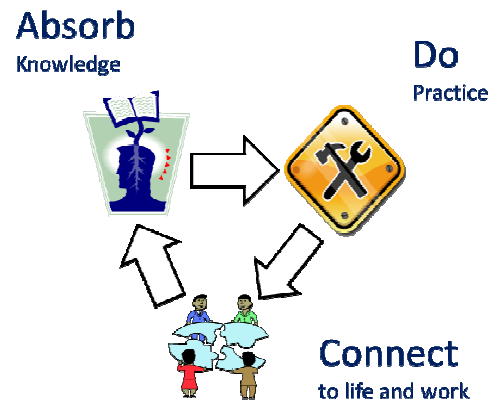 Absorb
Knowledge
Do
Practice
Connect
to life and work